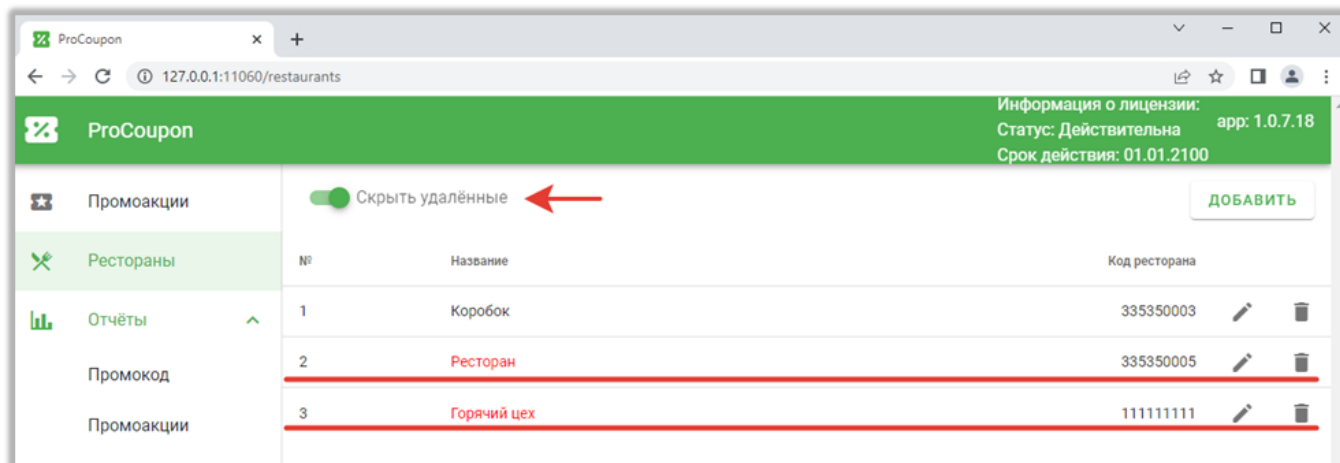 ProCoupon
127.0.0.1:11060/restaurants
ProCoupon
Информация о лицензии:
Статус: Действительна
Срок действия: 01.01.2100
app: 1.0.7.18
Промоакции
Рестораны
Отчёты
Промокод
Промоакции
Скрыть удалённые
ДОБАВИТЬ
№ Название Код ресторана
1 Коробок 335350003
2 Ресторан 335350005
3 Горячий цех 111111111